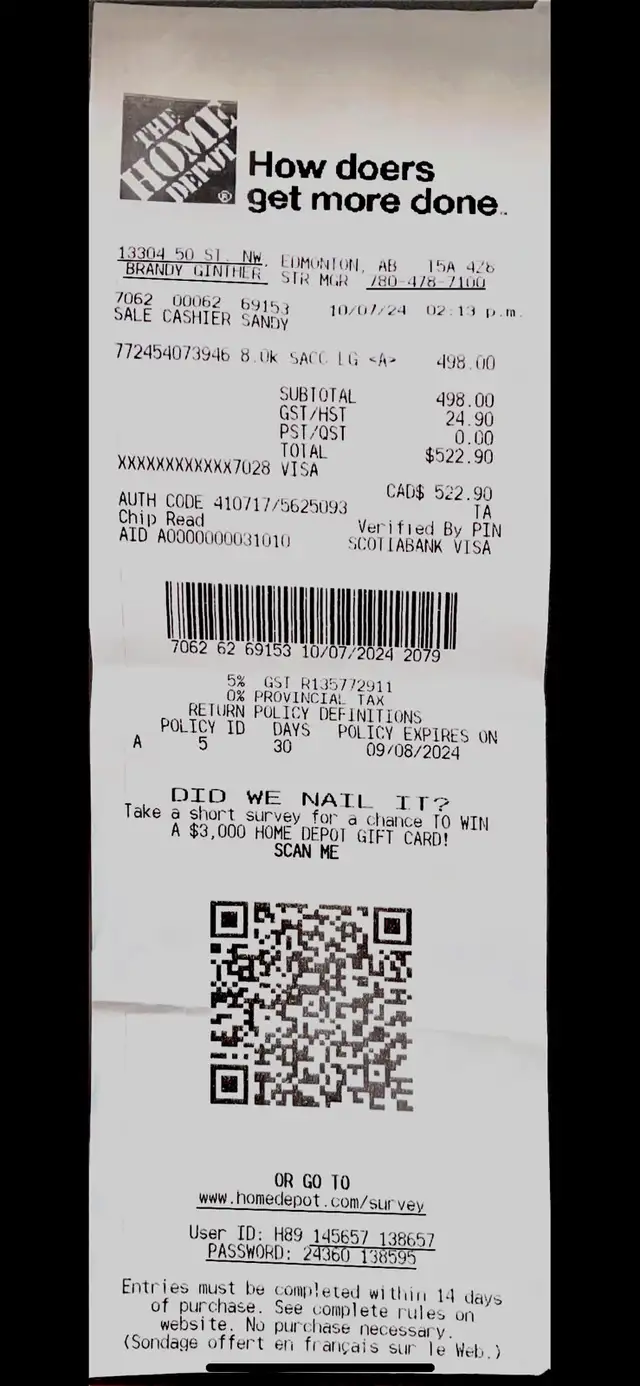 THE
HOME
DEPOT®
How doers
get more done™
13304 50 ST. NW. EDMONTON, AB 15A 4Z6
BRANDY GINTHER STR MGR 780-478-7100
7062 00062 69153 10/07/24 02:13 p.m.
SALE CASHIER SANDY
772454073946 8.0k SACC LG <A> 498.00
SUBTOTAL 498.00
GST/HST 24.90
PST/QST 0.00
TOTAL $522.90
XXXXXXXXXXXX7028 VISA
CAD$ 522.90
AUTH CODE 410717/5625093 TA
Chip Read Verified By PIN
AID A0000000031010 SCOTIABANK VISA
7062 62 69153 10/07/2024 2079
5% GST R135772911
0% PROVINCIAL TAX
RETURN POLICY DEFINITIONS
POLICY ID DAYS POLICY EXPIRES ON
A 5 30 09/08/2024
DID WE NAIL IT?
Take a short survey for a chance TO WIN
A $3,000 HOME DEPOT GIFT CARD!
SCAN ME
OR GO TO
www.homedepot.com/survey
User ID: H89 145657 138657
PASSWORD: 24360 138595
Entries must be completed within 14 days
of purchase. See complete rules on
website. No purchase necessary.
(Sondage offert en français sur le Web.)